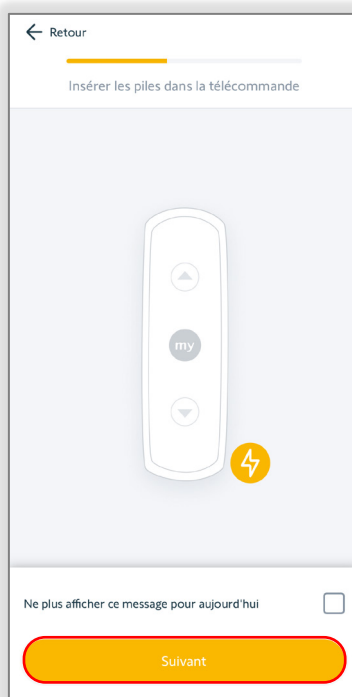 Retour
Insérer les piles dans la télécommande
my
Ne plus afficher ce message pour aujourd'hui
Suivant